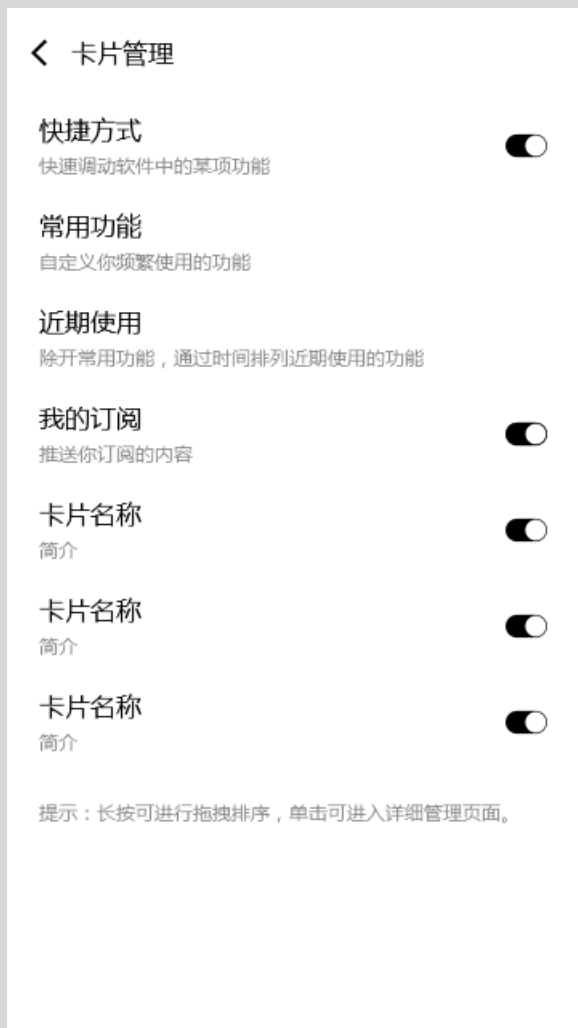 卡片管理
快捷方式
快速调动软件中的某项功能
常用功能
自定义你频繁使用的功能
近期使用
除开常用功能，通过时间排列近期使用的功能
我的订阅
推送你订阅的内容
卡片名称
简介
卡片名称
简介
卡片名称
简介
提示：长按可进行拖拽排序，单击可进入详细管理页面。